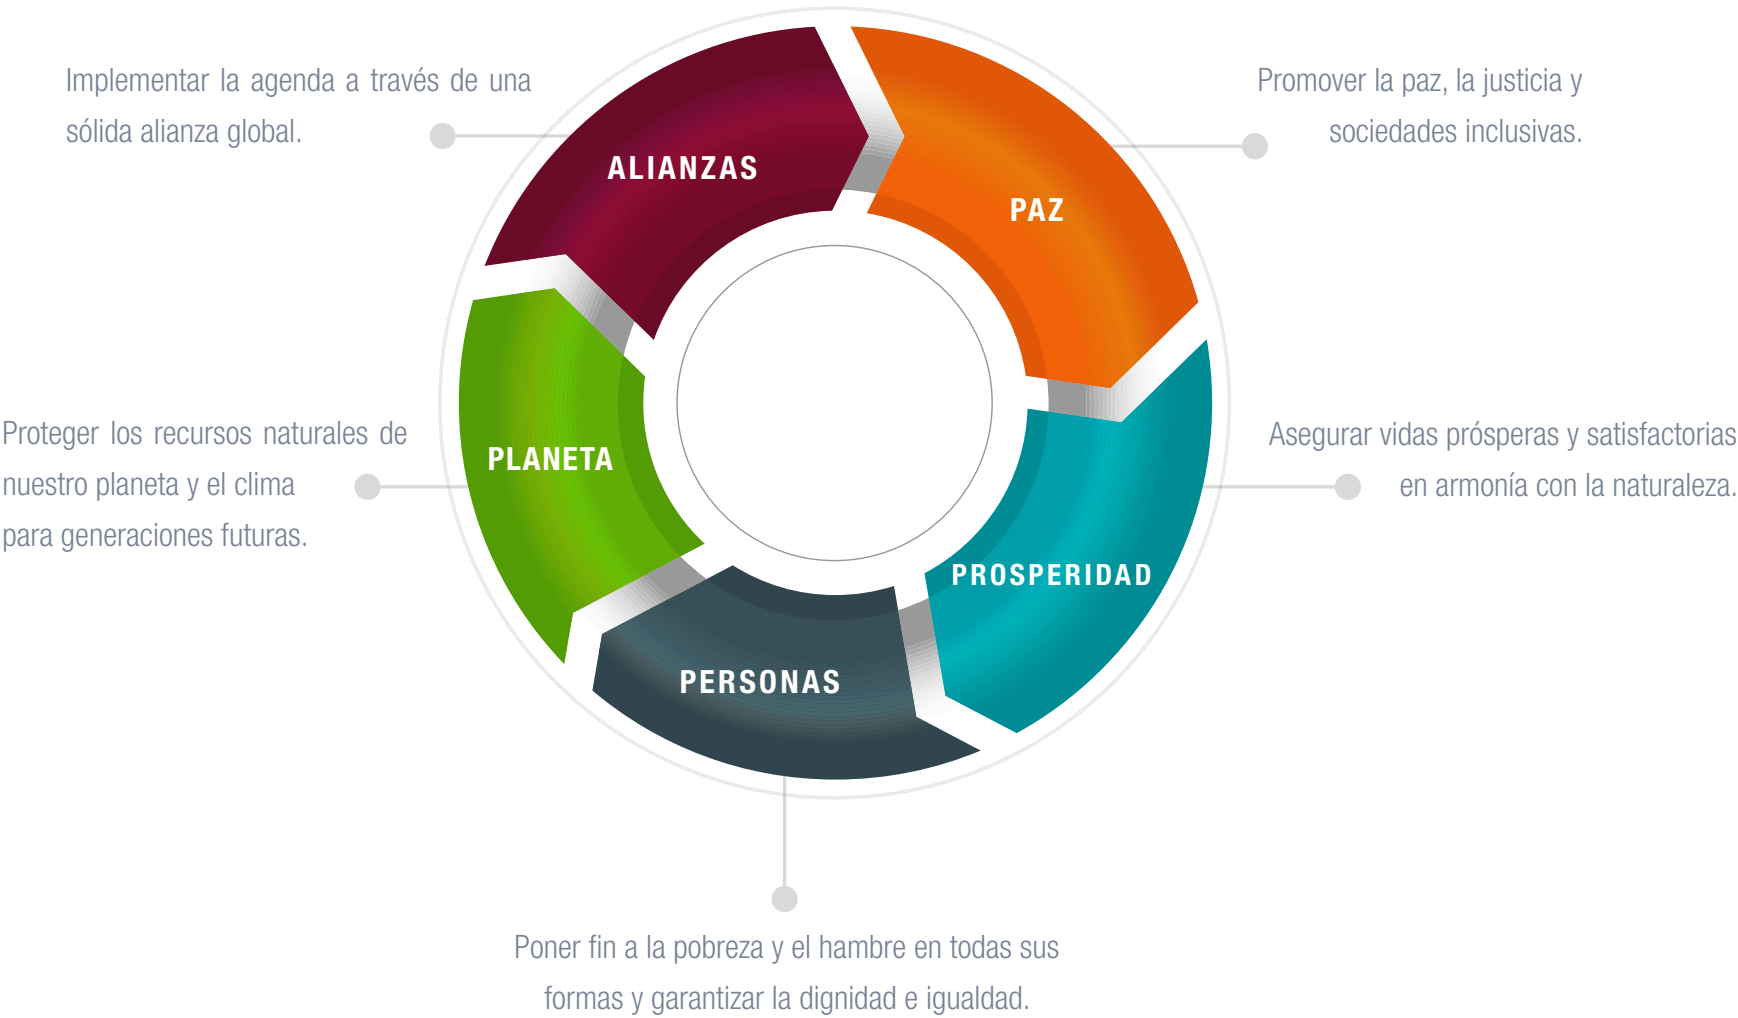 Implementar la agenda a través de una
sólida alianza global.
ALIANZAS
Promover la paz, la justicia y
sociedades inclusivas.
PAZ
Proteger los recursos naturales de
nuestro planeta y el clima
para generaciones futuras.
PLANETA
Asegurar vidas prósperas y satisfactorias
en armonía con la naturaleza.
PROSPERIDAD
PERSONAS
Poner fin a la pobreza y el hambre en todas sus
formas y garantizar la dignidad e igualdad.